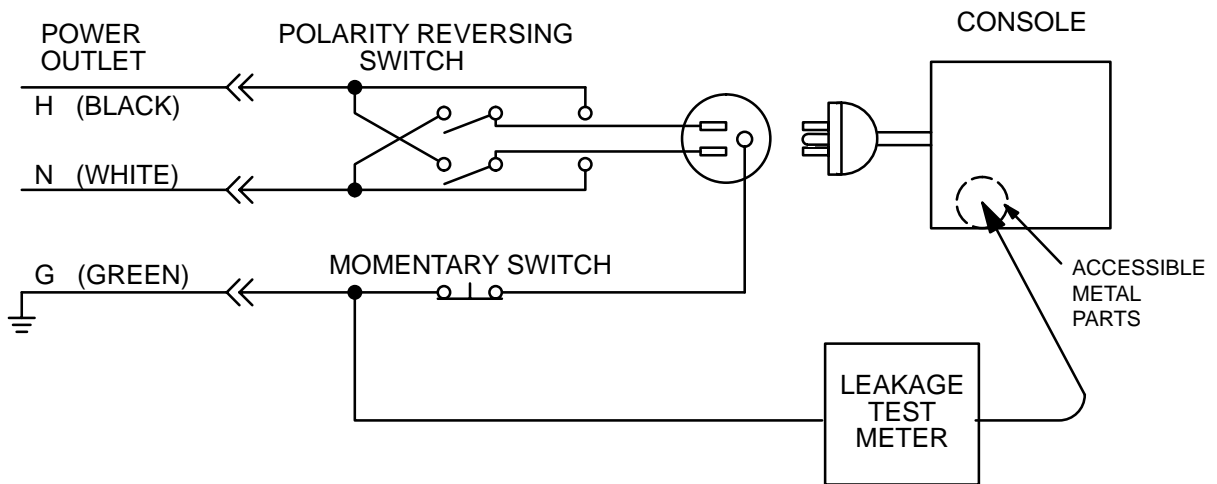 POWER
OUTLET
POLARITY REVERSING
SWITCH
CONSOLE
H (BLACK)
N (WHITE)
G (GREEN)
MOMENTARY SWITCH
ACCESSIBLE
METAL
PARTS
LEAKAGE
TEST
METER